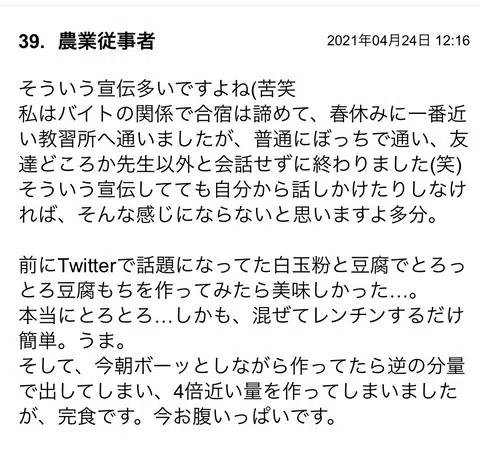 39. 農業従事者 2021年04月24日 12:16
そういう宣伝多いですよね(苦笑
私はバイトの関係で合宿は諦めて、春休みに一番近
い教習所へ通いましたが、普通にぼっちで通い、友
達どころか先生以外と会話せずに終わりました(笑)
そういう宣伝してても自分から話しかけたりしなけ
れば、そんな感じにならないと思いますよ多分。
前にTwitterで話題になってた白玉粉と豆腐でとろっ
とろ豆腐もちを作ってみたら美味しかった…。
本当にとろとろ…しかも、混ぜてレンチンするだけ
簡単。うま。
そして、今朝ボーッとしながら作ってたら逆の分量
で出してしまい、4倍近い量を作ってしまいました
が、完食です。今お腹いっぱいです。